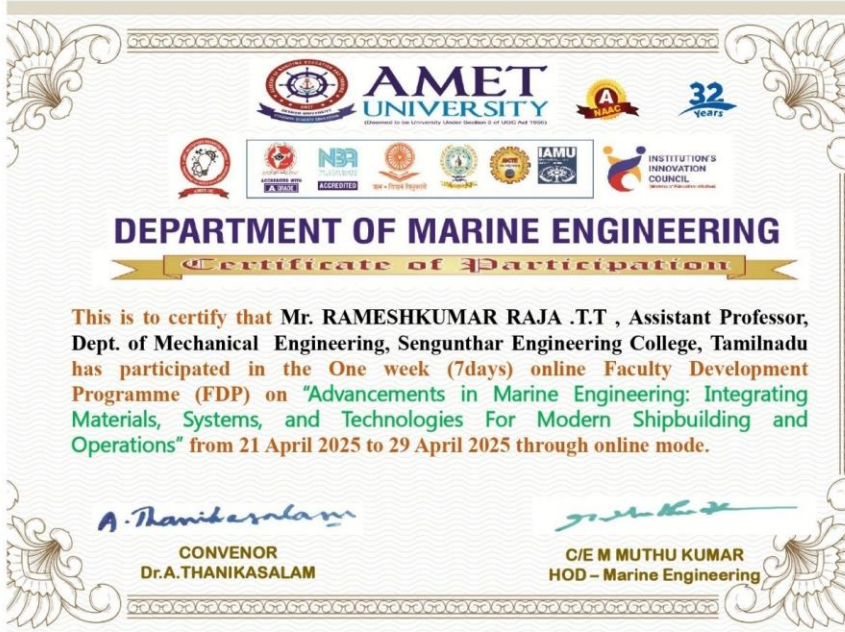 AMET
UNIVERSITY
(Deemed to be University Under Section 3 of UGC Act 1956)
A
NAAC
32
Years
ACCREDITED WITH
A GRADE
NBA
ACCREDITED
IAMU
INSTITUTION'S
INNOVATION
COUNCIL
DEPARTMENT OF MARINE ENGINEERING
Certificate of Participation
This is to certify that Mr. RAMESHKUMAR RAJA .T.T , Assistant Professor,
Dept. of Mechanical Engineering, Sengunthar Engineering College, Tamilnadu
has participated in the One week (7days) online Faculty Development
Programme (FDP) on "Advancements in Marine Engineering: Integrating
Materials, Systems, and Technologies For Modern Shipbuilding and
Operations" from 21 April 2025 to 29 April 2025 through online mode.
A. Thanikasalam
CONVENOR
Dr.A.THANIKASALAM
C/E M MUTHU KUMAR
HOD – Marine Engineering